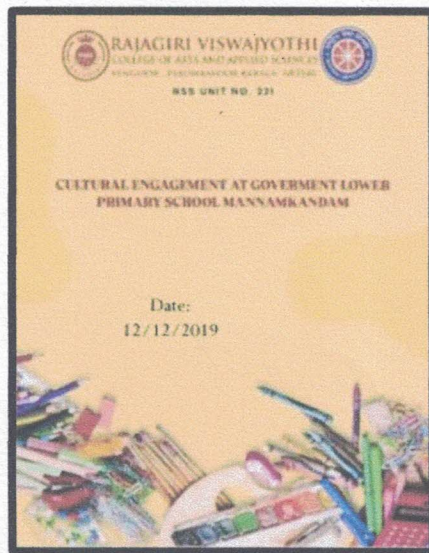 RAJAGIRI VISWAJYOTHI
COLLEGE OF ARTS AND APPLIED SCIENCES
NSS UNIT NO. 221
CULTURAL ENGAGEMENT AT GOVERMENT LOWER
PRIMARY SCHOOL MANNAMKANDAM
Date:
12/12/2019